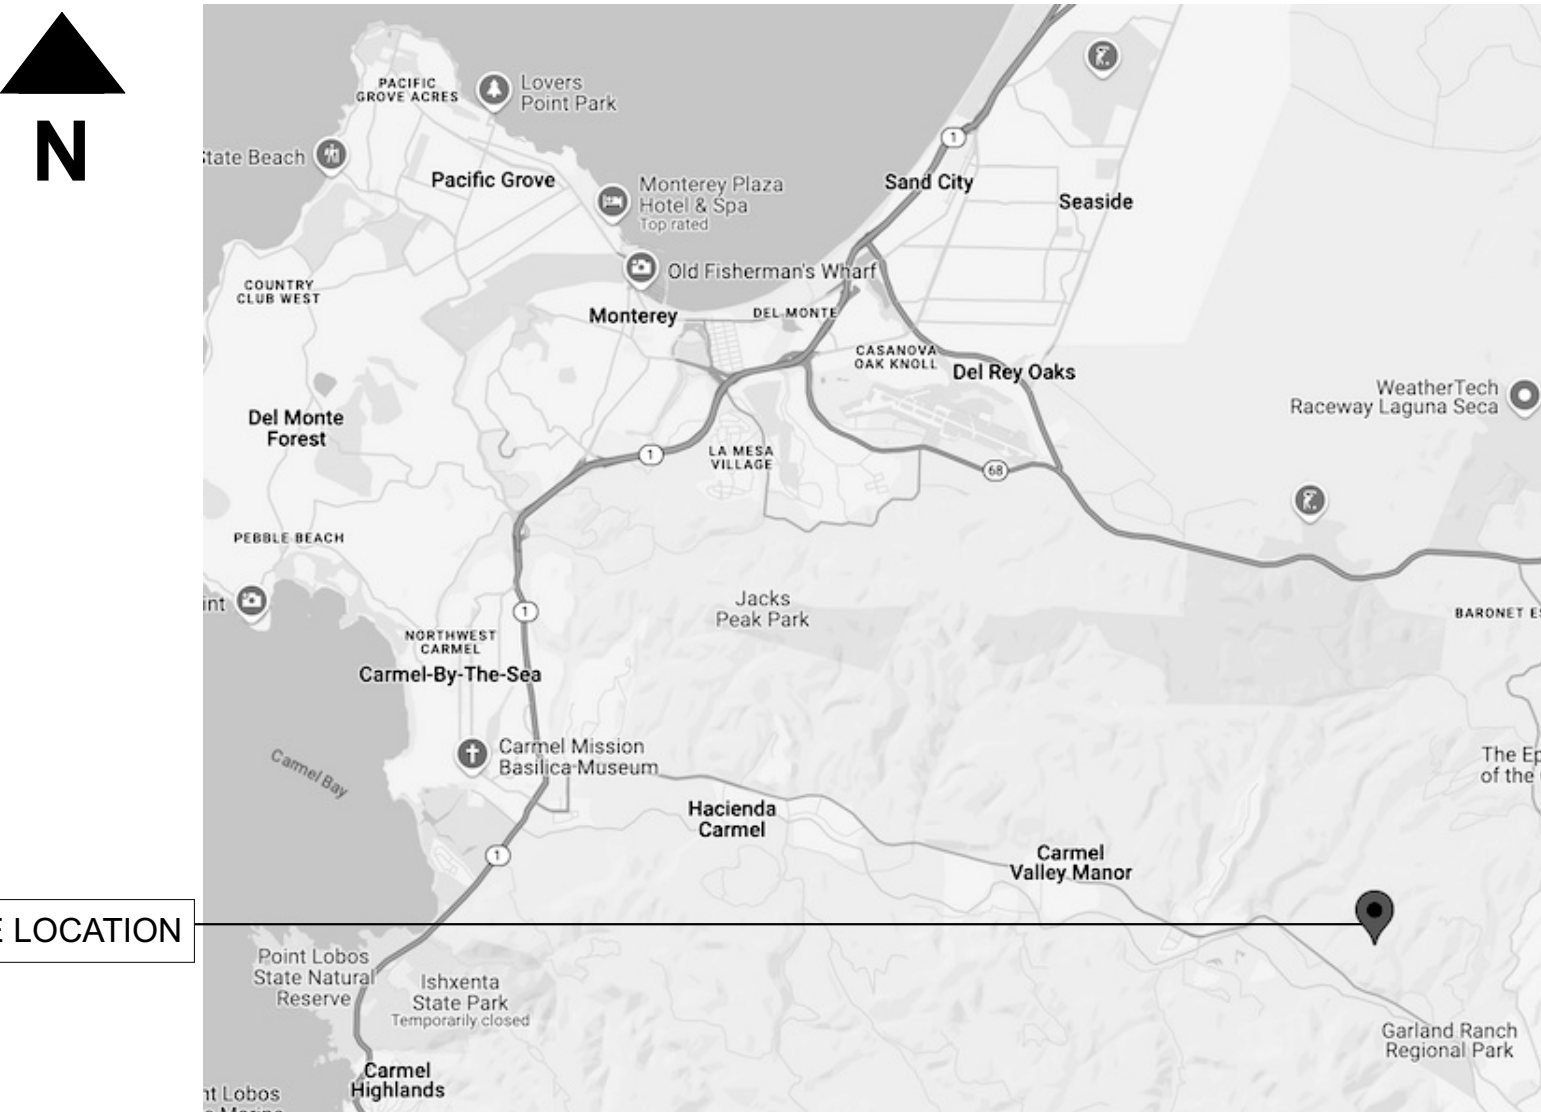 N
PACIFIC
GROVE ACRES
Lovers
Point Park
State Beach
Pacific Grove
Monterey Plaza
Hotel & Spa
Top rated
1
Sand City
Seaside
Old Fisherman's Wharf
COUNTRY
CLUB WEST
Monterey
DEL MONTE
CASANOVA
OAK KNOLL
Del Rey Oaks
WeatherTech
Raceway Laguna Seca
Del Monte
Forest
1
LA MESA
VILLAGE
68
PEBBLE BEACH
Jacks
Peak Park
1
BARONET
NORTHWEST
CARMEL
Carmel-By-The-Sea
Carmel Mission
Basilica Museum
Carmel Bay
The
of the
Hacienda
Carmel
1
Carmel
Valley Manor
LOCATION
Point Lobos
State Natural
Reserve
Ishxenta
State Park
Temporarily closed
Garland Ranch
Regional Park
Carmel
Highlands
Lobos